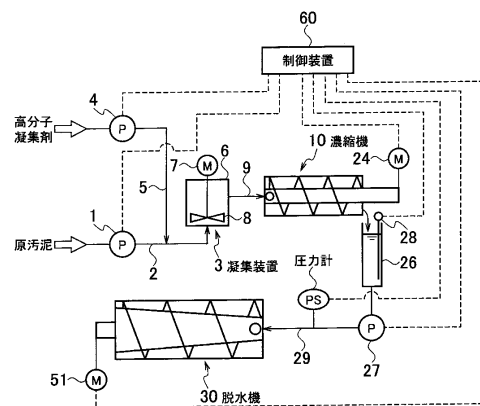 60
制御装置
4
高分子
凝集剤
P
7
M
6
9
10 濃縮機
24
M
5
8
28
1
原汚泥
P
2
3 凝集装置
26
圧力計
PS
P
29
27
51
M
30 脱水機